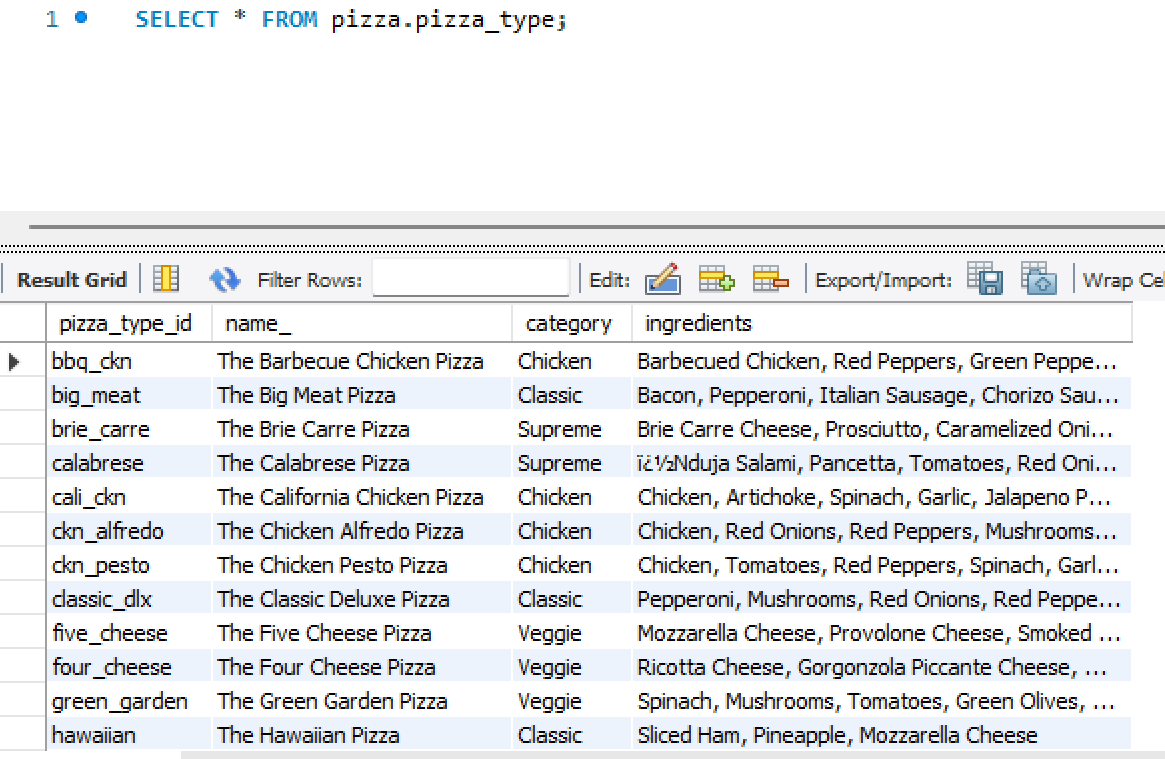 1 SELECT * FROM pizza.pizza_type;
Result Grid Filter Rows: Edit: Export/Import: Wrap Cel
pizza_type_id name_ category ingredients
bbq_ckn The Barbecue Chicken Pizza Chicken Barbecued Chicken, Red Peppers, Green Peppe...
big_meat The Big Meat Pizza Classic Bacon, Pepperoni, Italian Sausage, Chorizo Sau...
brie_carre The Brie Carre Pizza Supreme Brie Carre Cheese, Prosciutto, Caramelized Oni...
calabrese The Calabrese Pizza Supreme ï¿½Nduja Salami, Pancetta, Tomatoes, Red Oni...
cali_ckn The California Chicken Pizza Chicken Chicken, Artichoke, Spinach, Garlic, Jalapeno P...
ckn_alfredo The Chicken Alfredo Pizza Chicken Chicken, Red Onions, Red Peppers, Mushrooms...
ckn_pesto The Chicken Pesto Pizza Chicken Chicken, Tomatoes, Red Peppers, Spinach, Garl...
classic_dlx The Classic Deluxe Pizza Classic Pepperoni, Mushrooms, Red Onions, Red Peppe...
five_cheese The Five Cheese Pizza Veggie Mozzarella Cheese, Provolone Cheese, Smoked ...
four_cheese The Four Cheese Pizza Veggie Ricotta Cheese, Gorgonzola Piccante Cheese, ...
green_garden The Green Garden Pizza Veggie Spinach, Mushrooms, Tomatoes, Green Olives, ...
hawaiian The Hawaiian Pizza Classic Sliced Ham, Pineapple, Mozzarella Cheese